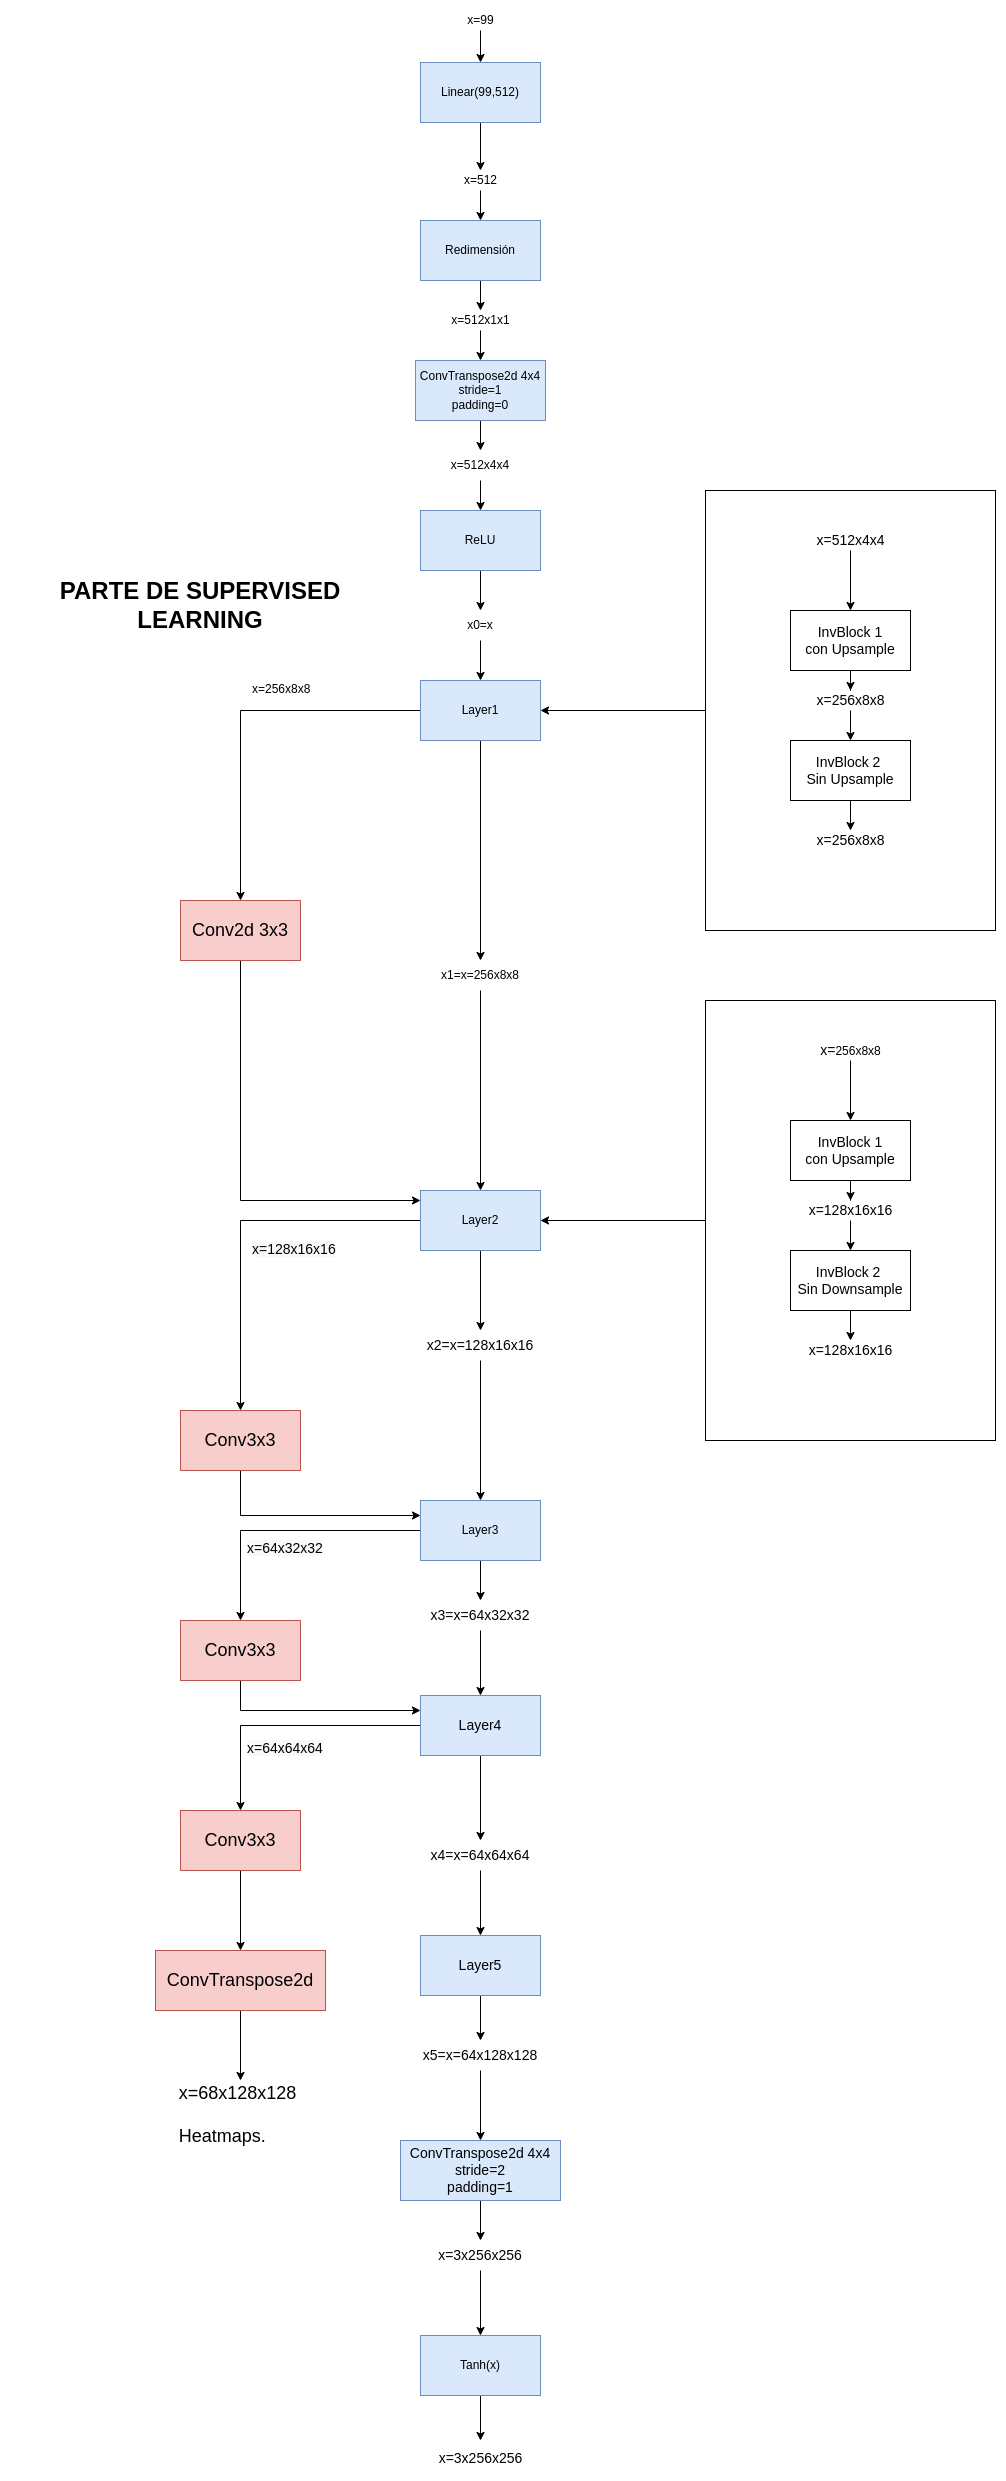 x=99
Linear(99,512)
x=512
Redimensión
x=512x1x1
ConvTranspose2d 4x4
stride=1
padding=0
x=512x4x4
ReLU
x0=x
PARTE DE SUPERVISED
LEARNING
x=256x8x8
Layer1
x=512x4x4
InvBlock 1
con Upsample
x=256x8x8
InvBlock 2
Sin Upsample
x=256x8x8
Conv2d 3x3
x1=x=256x8x8
x=256x8x8
InvBlock 1
con Upsample
x=128x16x16
InvBlock 2
Sin Downsample
x=128x16x16
Layer2
x=128x16x16
x2=x=128x16x16
Conv3x3
Layer3
x=64x32x32
x3=x=64x32x32
Conv3x3
Layer4
x=64x64x64
Conv3x3
x4=x=64x64x64
Layer5
ConvTranspose2d
x5=x=64x128x128
x=68x128x128
Heatmaps.
ConvTranspose2d 4x4
stride=2
padding=1
x=3x256x256
Tanh(x)
x=3x256x256